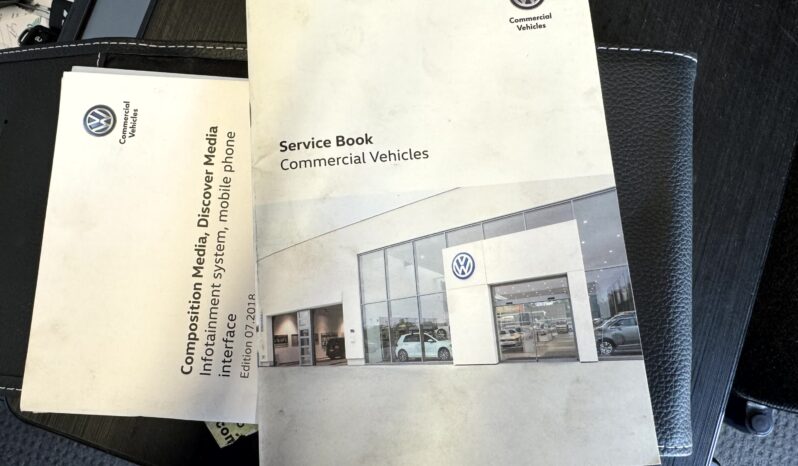 Commercial
Vehicles
Service Book
Commercial Vehicles
Commercial
Vehicles
Composition Media, Discover Media
Infotainment system, mobile phone
interface
Edition 07.2018